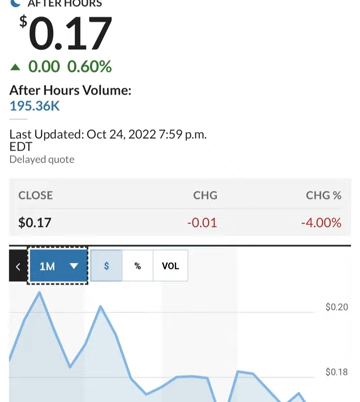 AFTER HOURS
$0.17
0.00 0.60%
After Hours Volume:
195.36K
Last Updated: Oct 24, 2022 7:59 p.m.
EDT
Delayed quote
CLOSE CHG CHG %
$0.17 -0.01 -4.00%
1M $ % VOL
$0.20
$0.18